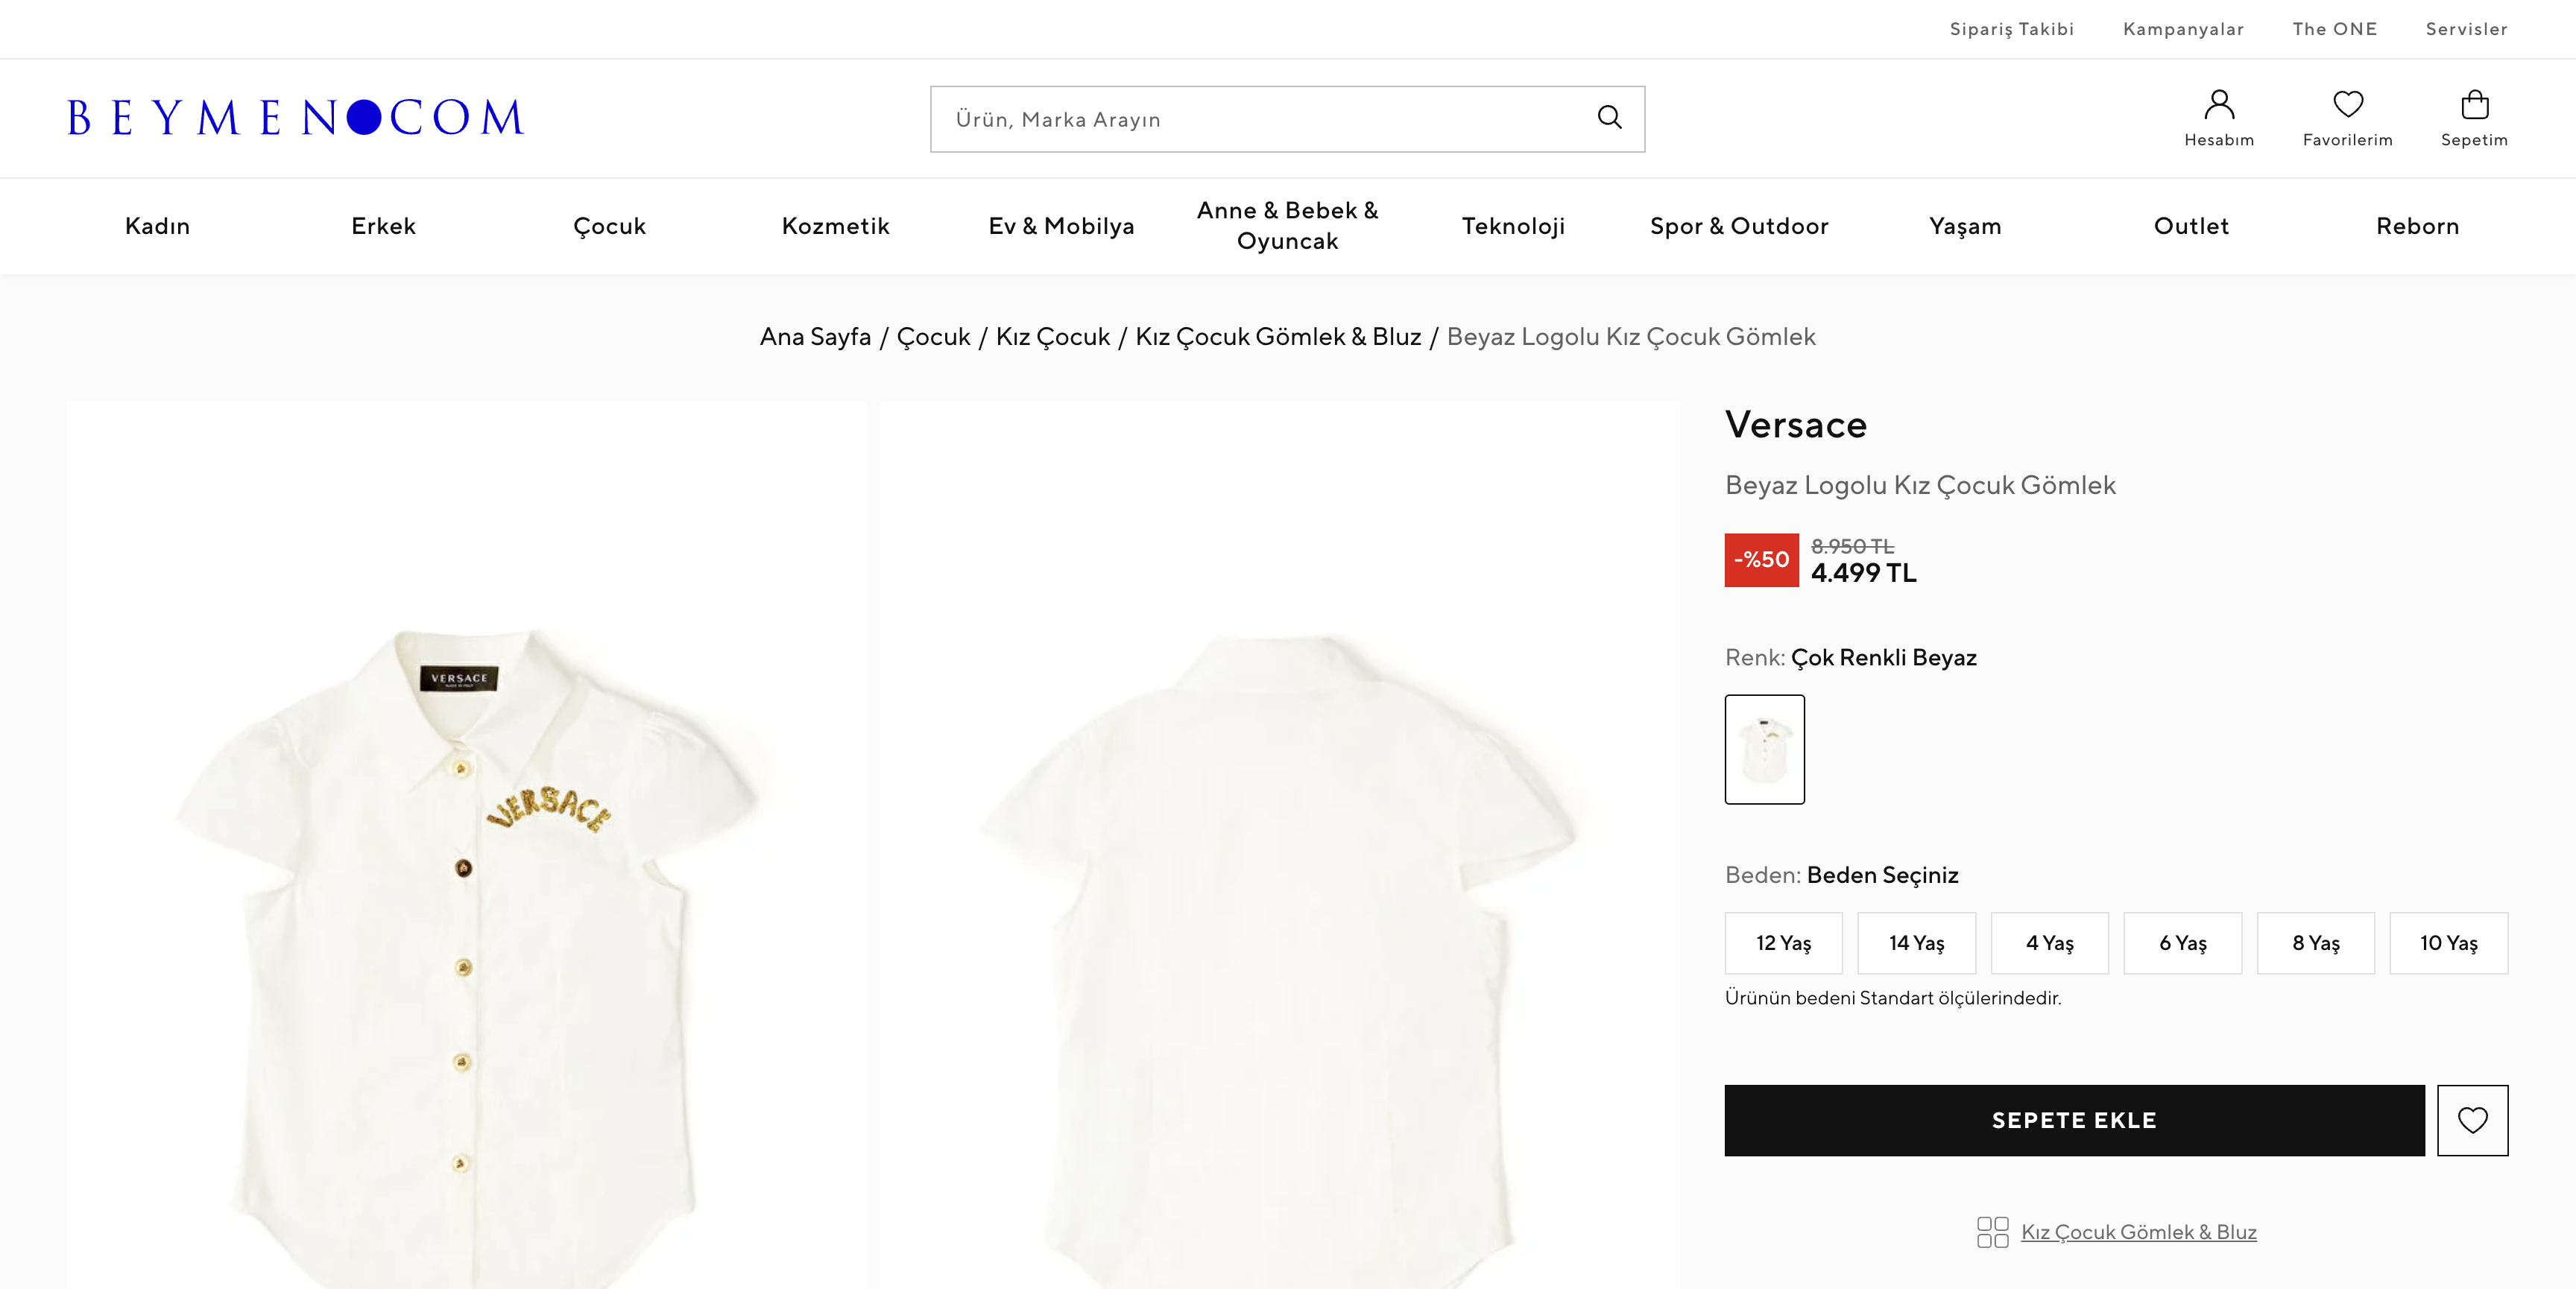 Sipariş Takibi
Kampanyalar
The ONE
Servisler
BEYMEN COM
Ürün, Marka Arayın
Hesabım
Favorilerim
Sepetim
Kadın
Erkek
Çocuk
Kozmetik
Ev & Mobilya
Anne & Bebek &
Oyuncak
Teknoloji
Spor & Outdoor
Yaşam
Outlet
Reborn
Ana Sayfa / Çocuk / Kız Çocuk / Kız Çocuk Gömlek & Bluz / Beyaz Logolu Kız Çocuk Gömlek
VERSACE
MADE IN ITALY
VERSACE
Versace
Beyaz Logolu Kız Çocuk Gömlek
-%50
8.950 TL
4.499 TL
Renk: Çok Renkli Beyaz
Beden: Beden Seçiniz
12 Yaş
14 Yaş
4 Yaş
6 Yaş
8 Yaş
10 Yaş
Ürünün bedeni Standart ölçülerindedir.
SEPETE EKLE
Kız Çocuk Gömlek & Bluz